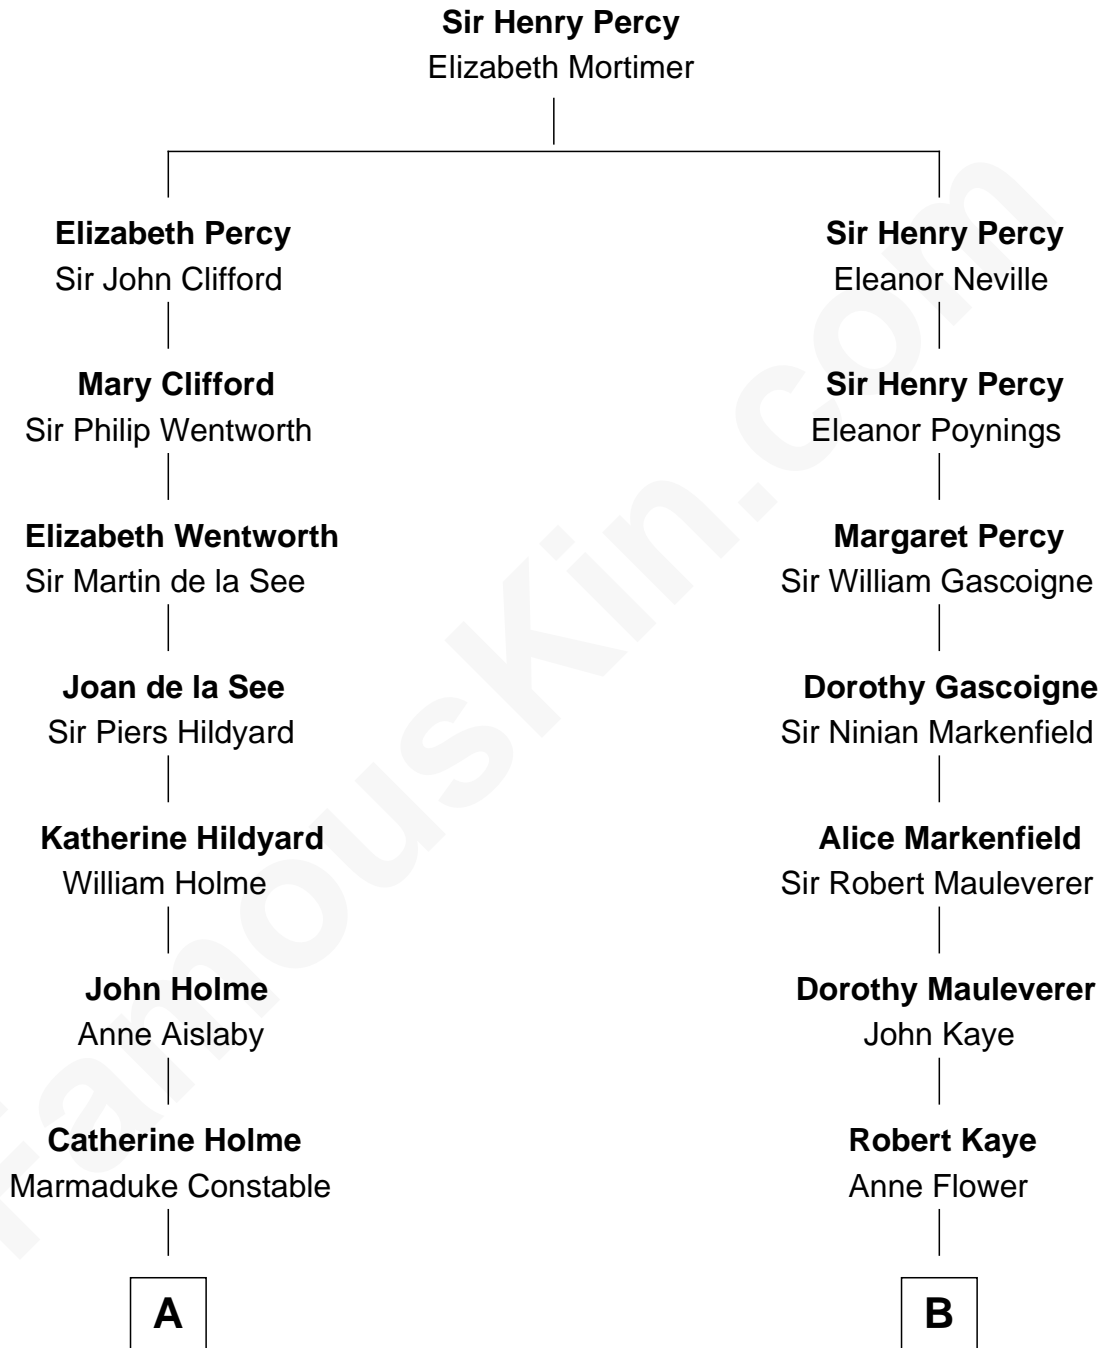 Sir Henry Percy
Elizabeth Mortimer
Elizabeth Percy
Sir John Clifford
Sir Henry Percy
Eleanor Neville
Mary Clifford
Sir Philip Wentworth
Sir Henry Percy
Eleanor Poynings
Elizabeth Wentworth
Sir Martin de la See
Margaret Percy
Sir William Gascoigne
Joan de la See
Sir Piers Hildyard
Dorothy Gascoigne
Sir Ninian Markenfield
Katherine Hildyard
William Holme
Alice Markenfield
Sir Robert Mauleverer
John Holme
Anne Aislaby
Dorothy Mauleverer
John Kaye
Catherine Holme
Marmaduke Constable
Robert Kaye
Anne Flower
A
B
FamousKin.com